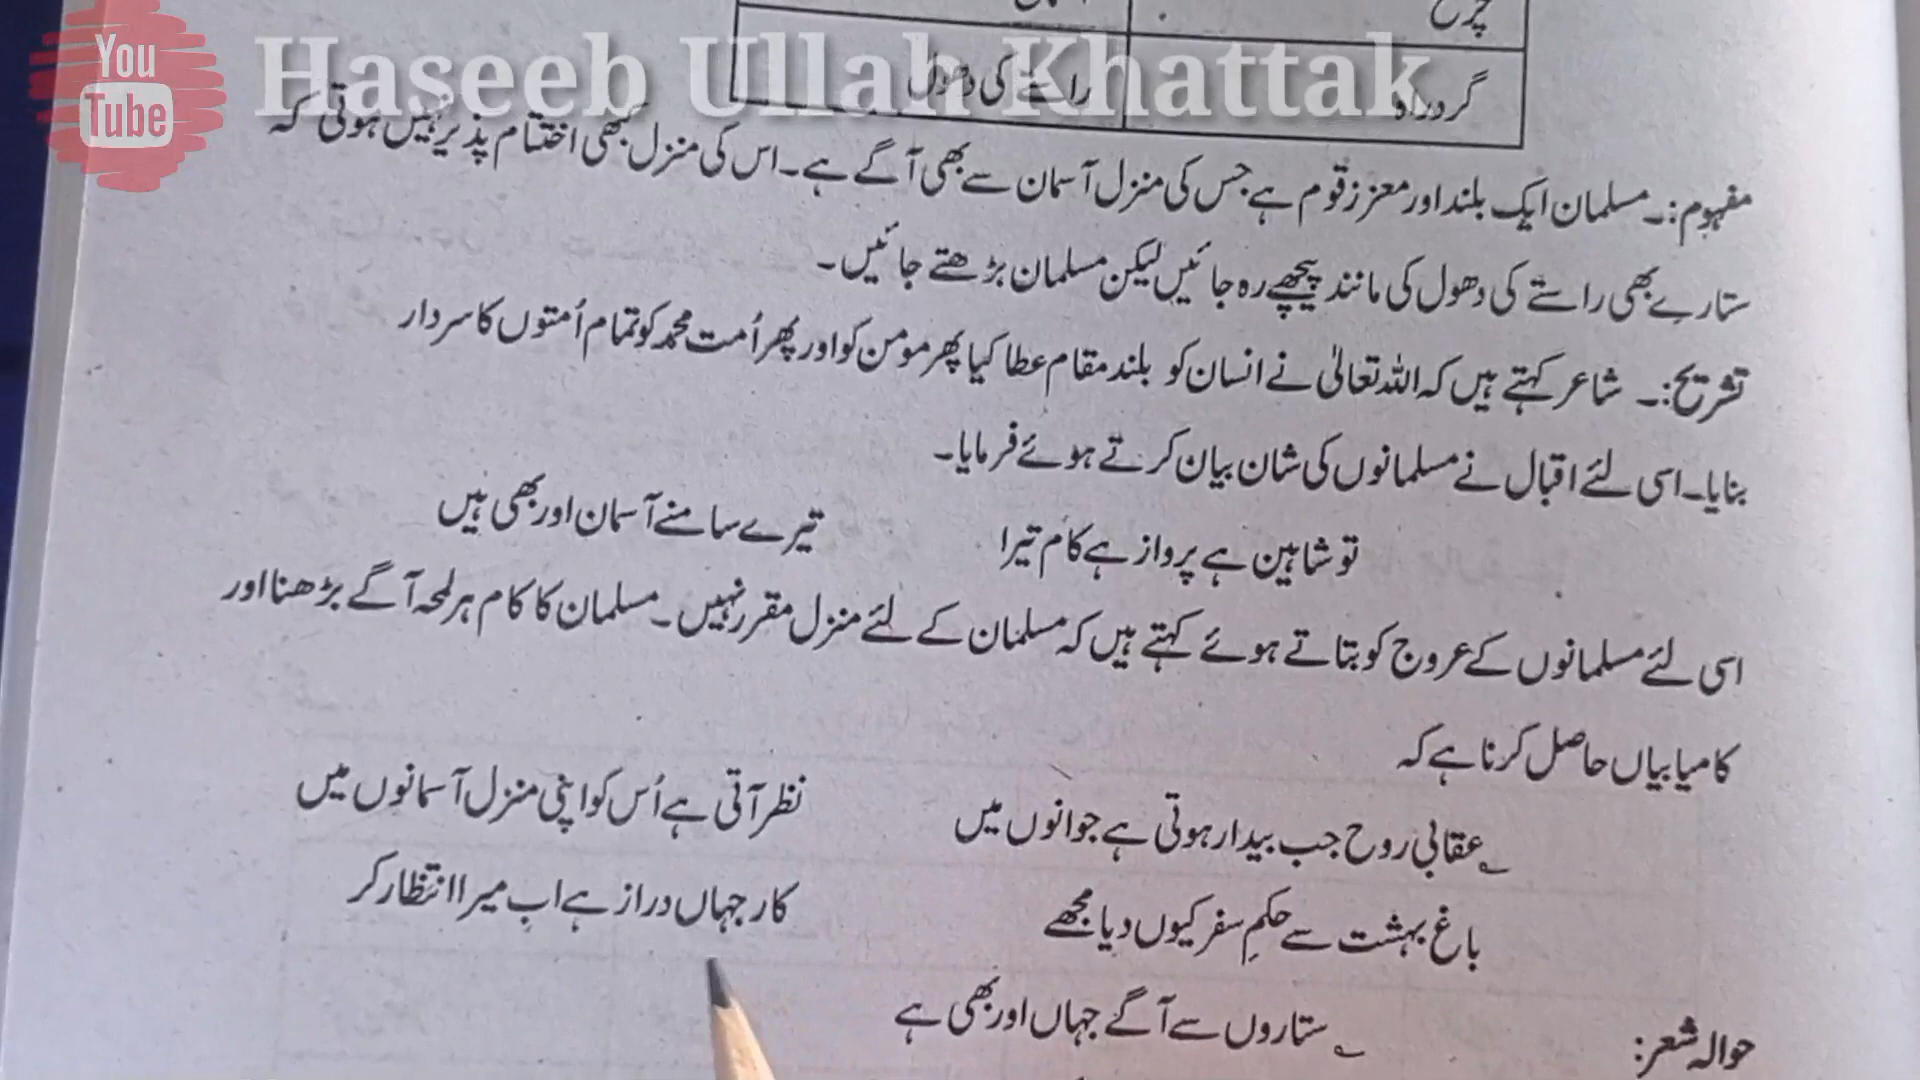 You
Tube
Haseeb Ullah Khattak
چرخ
گردراہ راستے کی دھول
مفہوم:۔ مسلمان ایک بلند اور معزز قوم ہے جس کی منزل آسمان سے بھی آگے ہے۔ اس کی منزل کبھی اختتام پذیر نہیں ہوتی کہ
ستارے بھی راستے کی دھول کی مانند پیچھے رہ جائیں لیکن مسلمان بڑھتے جائیں۔
تشریح:۔ شاعر کہتے ہیں کہ اللہ تعالیٰ نے انسان کو بلند مقام عطا کیا پھر مومن کو اور پھر اُمت محمدؐ کو تمام اُمتوں کا سردار
بنایا۔ اسی لئے اقبال نے مسلمانوں کی شان بیان کرتے ہوئے فرمایا۔
تو شاہین ہے پرواز ہے کام تیرا تیرے سامنے آسمان اور بھی ہیں
اسی لئے مسلمانوں کے عروج کو بتاتے ہوئے کہتے ہیں کہ مسلمان کے لئے منزل مقرر نہیں۔ مسلمان کا کام ہر لمحہ آگے بڑھنا اور
کامیابیاں حاصل کرنا ہے کہ
؎ عقابی روح جب بیدار ہوتی ہے جوانوں میں نظر آتی ہے اُس کو اپنی منزل آسمانوں میں
باغ بہشت سے حکمِ سفر کیوں دیا مجھے کار جہاں دراز ہے اب میرا انتظار کر
حوالہ شعر: ؎ ستاروں سے آگے جہاں اور بھی ہے